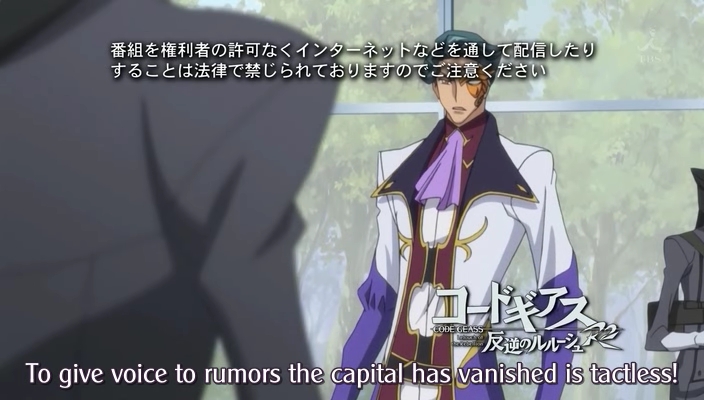 番組を権利者の許可なくインターネットなどを通して配信したり
することは法律で禁じられておりますのでご注意ください
コードギアス
CODE GEASS
反逆のルルーシュ R2
To give voice to rumors the capital has vanished is tactless!